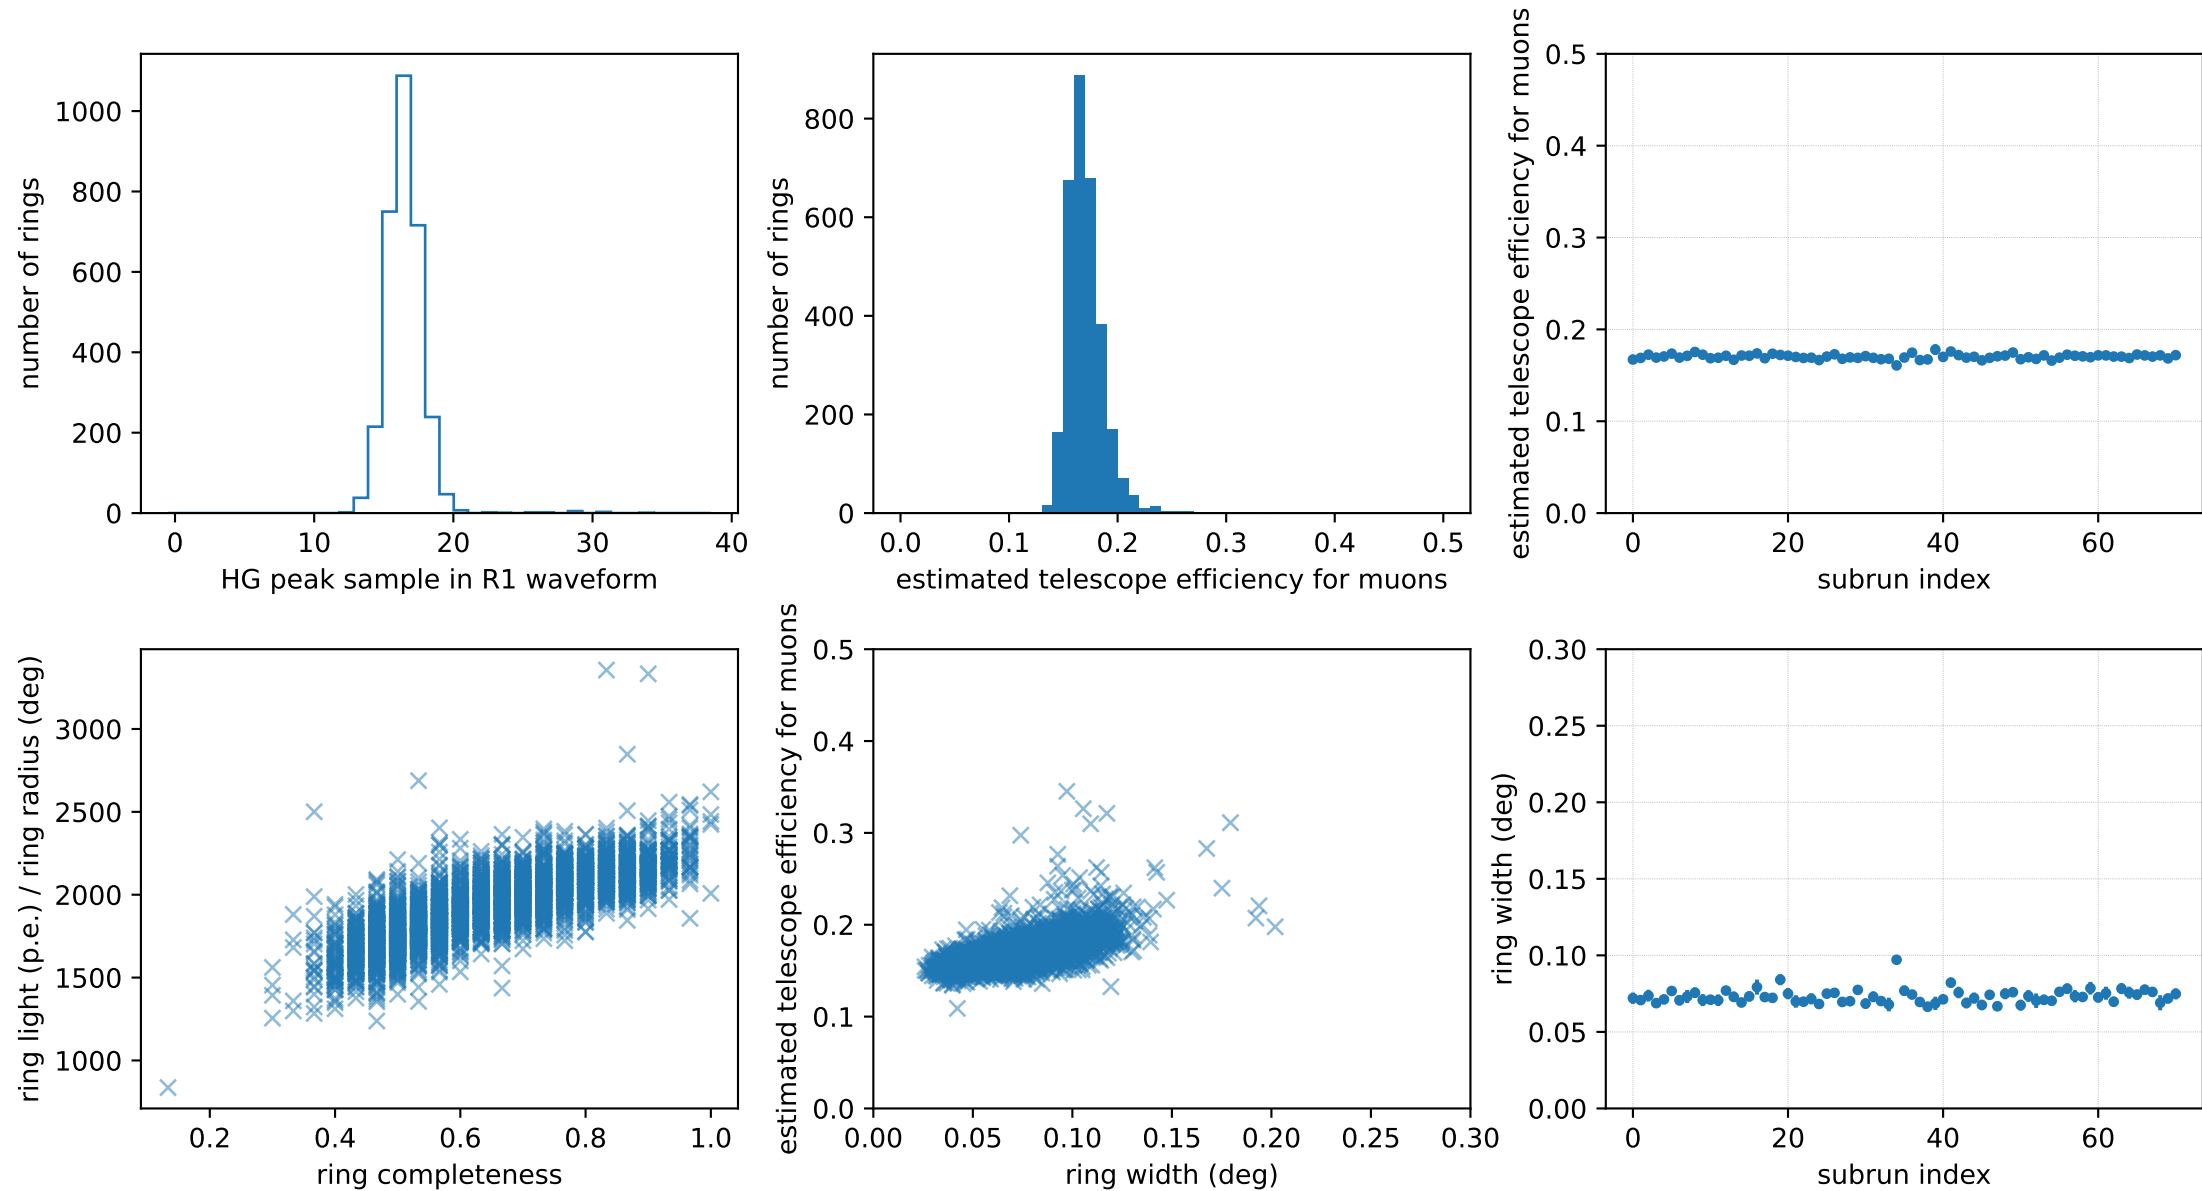 number of rings
1000
800
600
400
200
0
0 10 20 30 40
HG peak sample in R1 waveform
number of rings
800
600
400
200
0
0.0 0.1 0.2 0.3 0.4 0.5
estimated telescope efficiency for muons
estimated telescope efficiency for muons
0.5
0.4
0.3
0.2
0.1
0.0
0 20 40 60
subrun index
ring light (p.e.) / ring radius (deg)
3000
2500
2000
1500
1000
0.2 0.4 0.6 0.8 1.0
ring completeness
estimated telescope efficiency for muons
0.5
0.4
0.3
0.2
0.1
0.0
0.00 0.05 0.10 0.15 0.20 0.25 0.30
ring width (deg)
ring width (deg)
0.30
0.25
0.20
0.15
0.10
0.05
0.00
0 20 40 60
subrun index